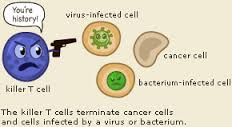 You're
history!
virus-infected cell
cancer cell
bacterium-infected cell
killer T cell
The killer T cells terminate cancer cells
and cells infected by a virus or bacterium.